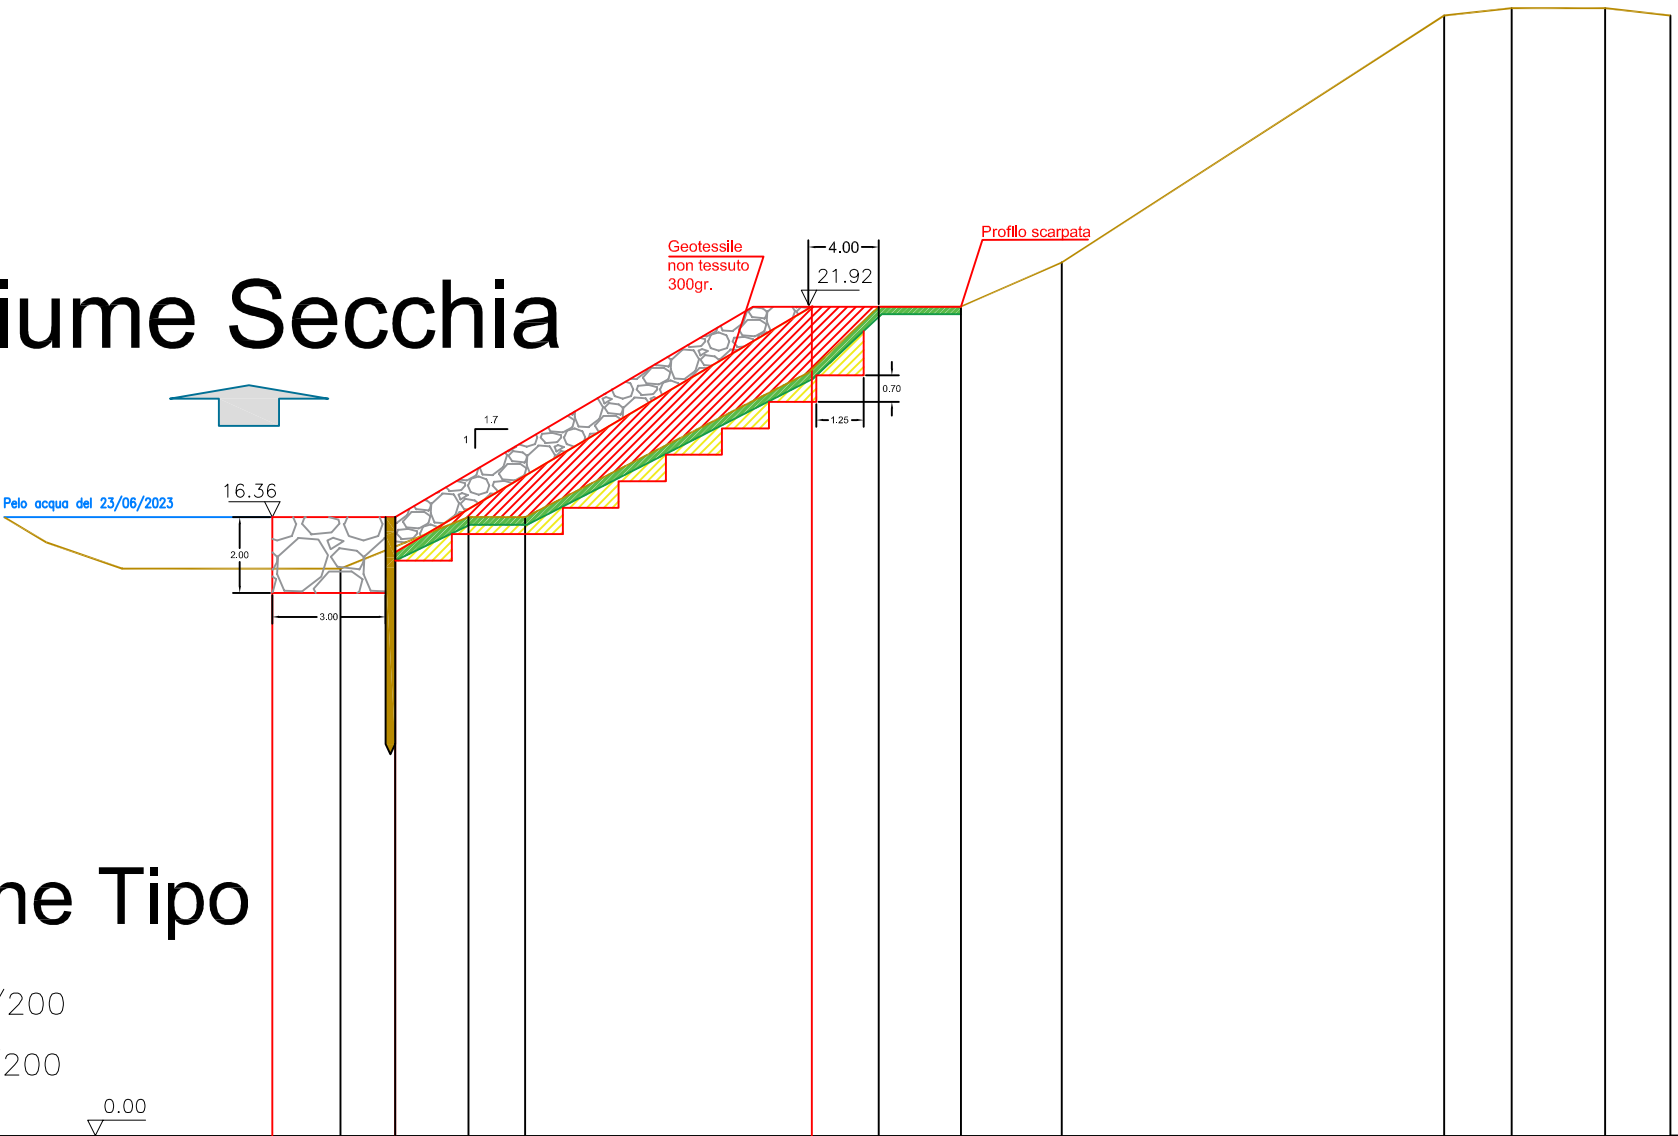 Profilo scarpata
Geotessile
non tessuto
300gr.
4.00
21.92
iume Secchia
0.70
1.25
1.7
1
16.36
Pelo acqua del 23/06/2023
2.00
3.00
ne Tipo
/200
200
0.00